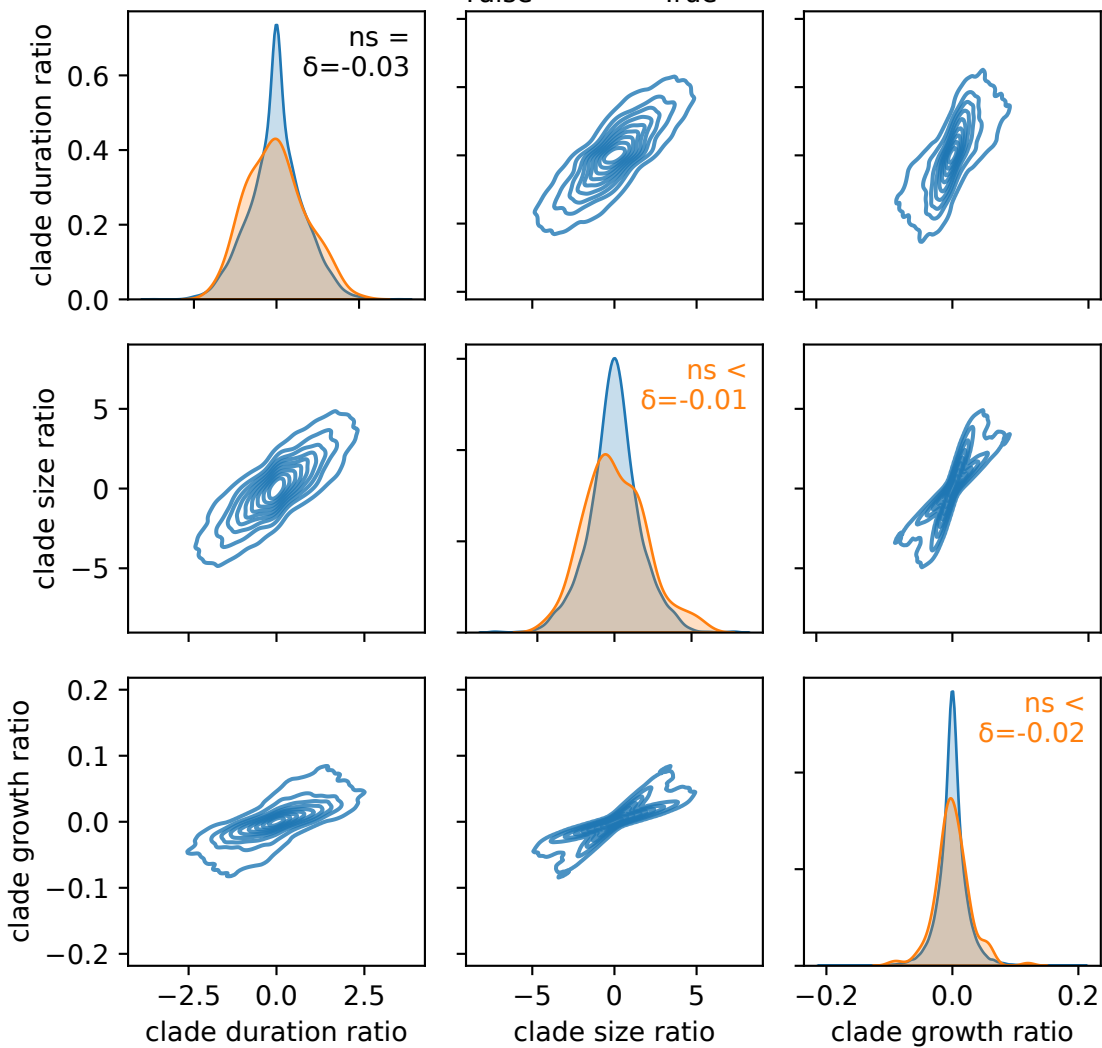 clade duration ratio
0.6
0.4
0.2
0.0
ns =
δ=-0.03
clade size ratio
5
0
−5
ns <
δ=-0.01
clade growth ratio
0.2
0.1
0.0
−0.1
−0.2
ns <
δ=-0.02
−2.5 0.0 2.5
−5 0 5
−0.2 0.0 0.2
clade duration ratio
clade size ratio
clade growth ratio